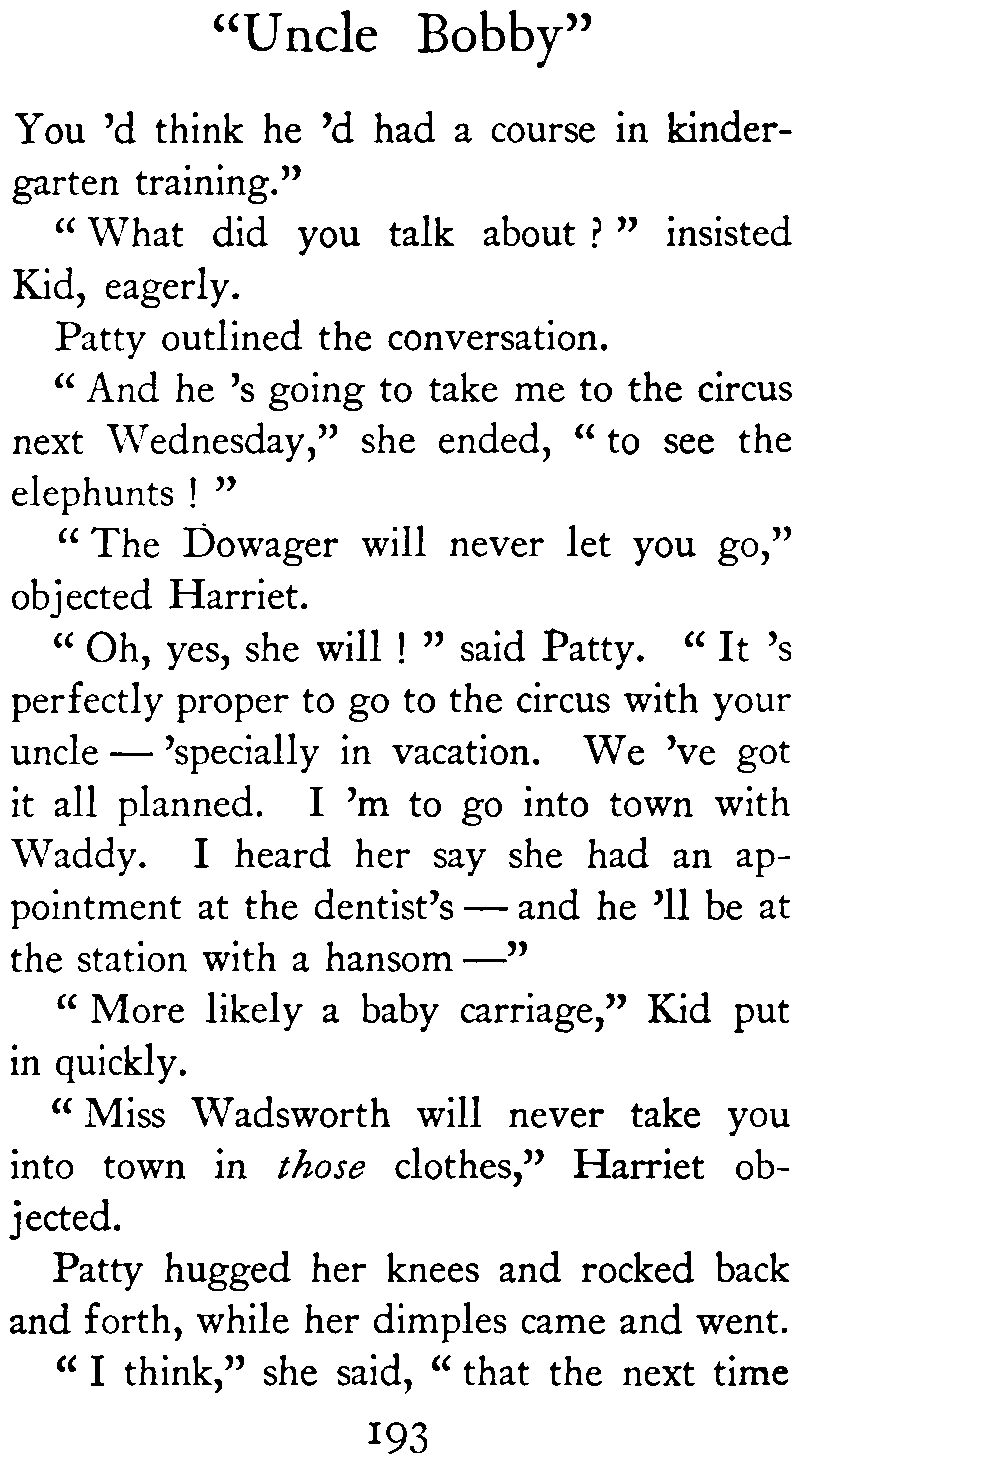 “Uncle Bobby”
You ’d think he ’d had a course in kinder-
garten training.”
“ What did you talk about ? ” insisted
Kid, eagerly.
Patty outlined the conversation.
“ And he ’s going to take me to the circus
next Wednesday,” she ended, “ to see the
elephunts ! ”
“ The Dowager will never let you go,”
objected Harriet.
“ Oh, yes, she will ! ” said Patty. “ It ’s
perfectly proper to go to the circus with your
uncle — ’specially in vacation. We ’ve got
it all planned. I ’m to go into town with
Waddy. I heard her say she had an ap-
pointment at the dentist’s — and he ’ll be at
the station with a hansom —”
“ More likely a baby carriage,” Kid put
in quickly.
“ Miss Wadsworth will never take you
into town in those clothes,” Harriet ob-
jected.
Patty hugged her knees and rocked back
and forth, while her dimples came and went.
“ I think,” she said, “ that the next time
193